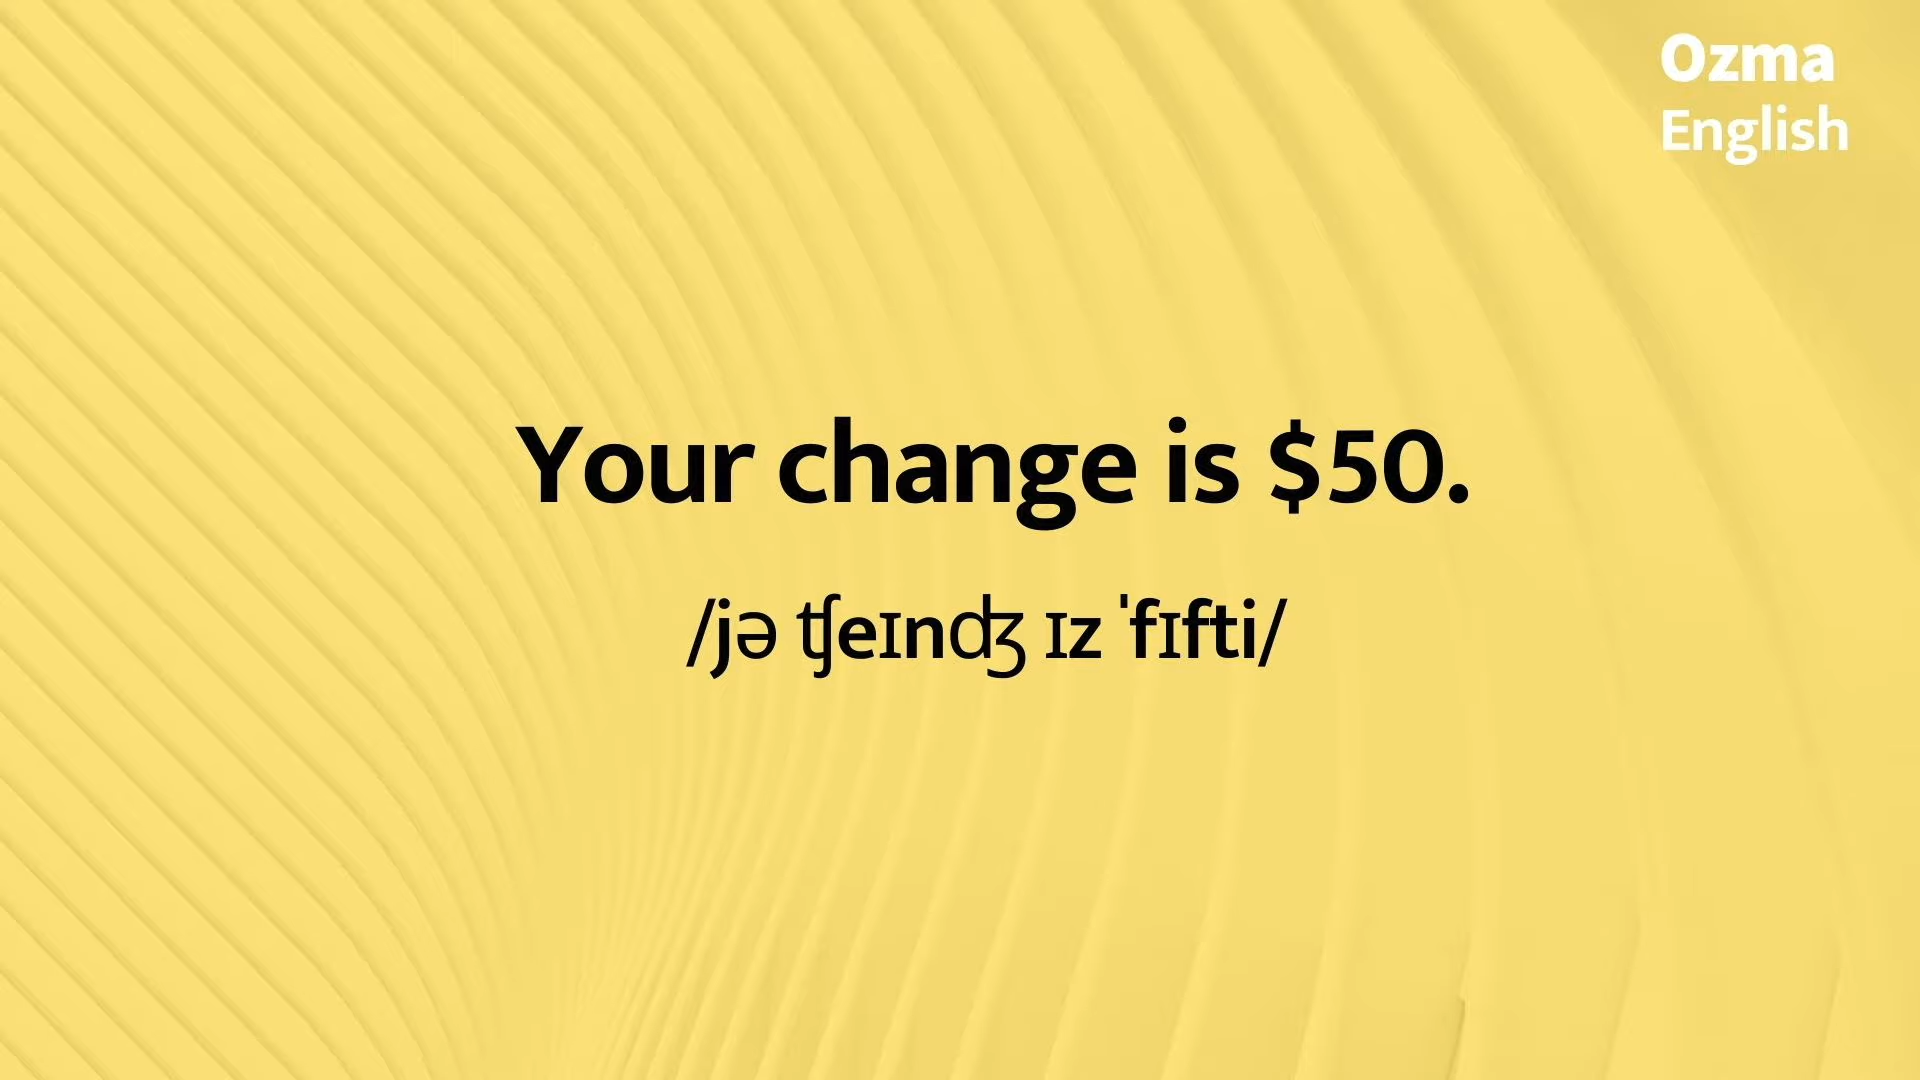 Ozma
English
Your change is $50.
/jə ʧeɪnʤ ɪz ˈfɪfti/